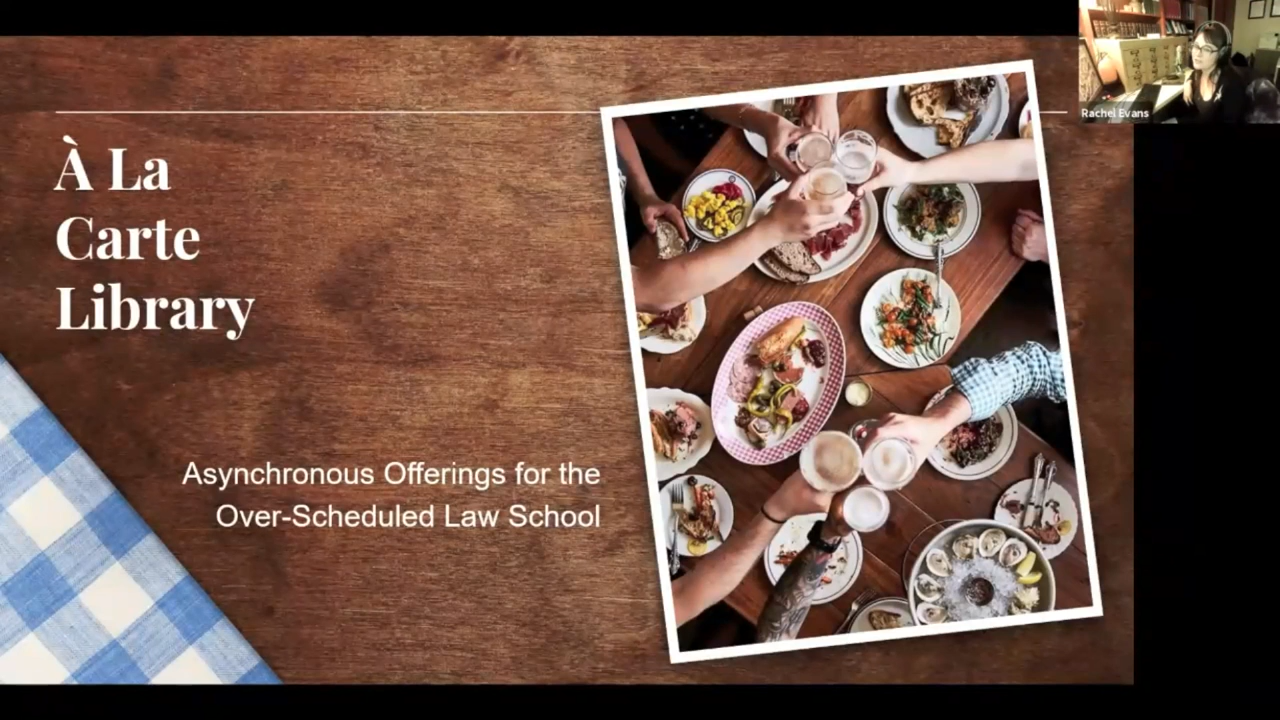 À La
Carte
Library
Asynchronous Offerings for the
Over-Scheduled Law School
Rachel Evans